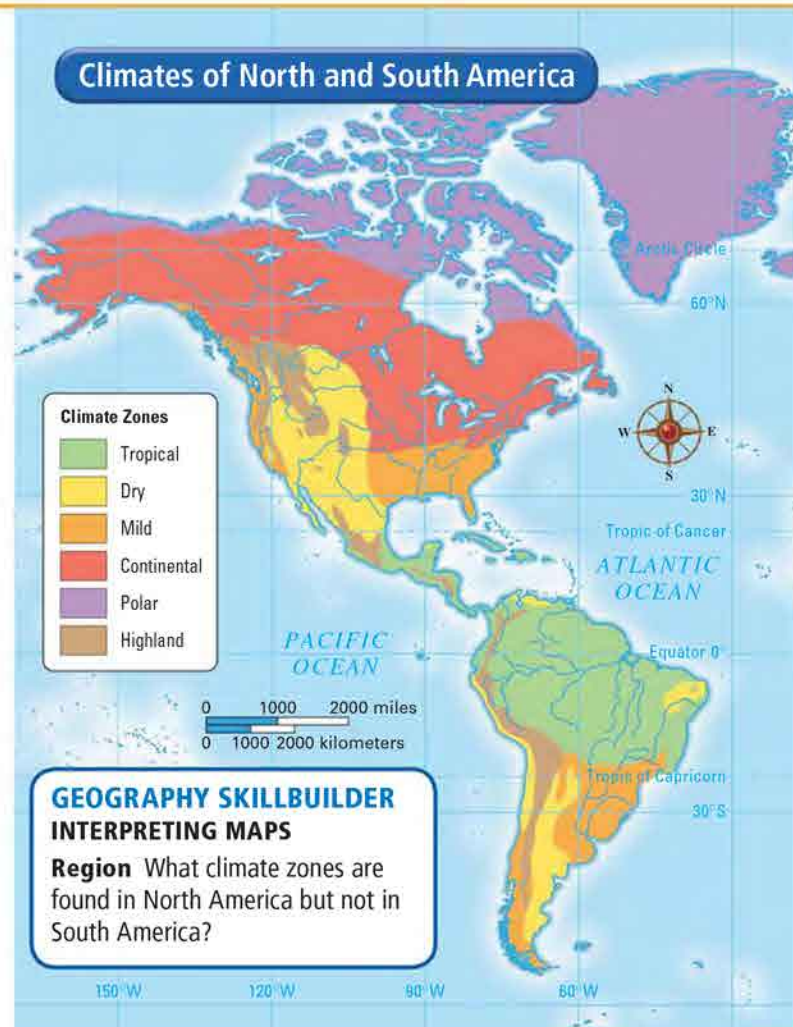 Climates of North and South America
Arctic Circle
60°N
Climate Zones
Tropical
Dry
Mild
Continental
Polar
Highland
N
W E
S
30°N
Tropic of Cancer
ATLANTIC
OCEAN
PACIFIC
OCEAN
Equator 0°
0 1000 2000 miles
0 1000 2000 kilometers
Tropic of Capricorn
30°S
GEOGRAPHY SKILLBUILDER
INTERPRETING MAPS
Region What climate zones are
found in North America but not in
South America?
150°W 120°W 90°W 60°W